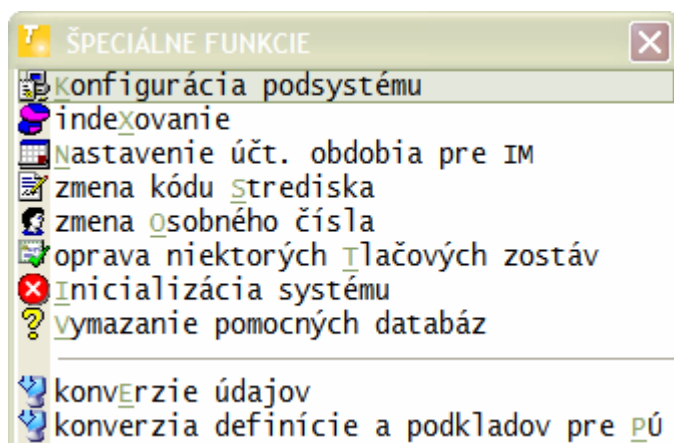 ŠPECIÁLNE FUNKCIE
Konfigurácia podsystému
indeXovanie
Nastavenie účt. obdobia pre IM
zmena kódu Strediska
zmena Osobného čísla
oprava niektorých Tlačových zostáv
Inicializácia systému
Vymazanie pomocných databáz
konvErzie údajov
konverzia definície a podkladov pre PÚ